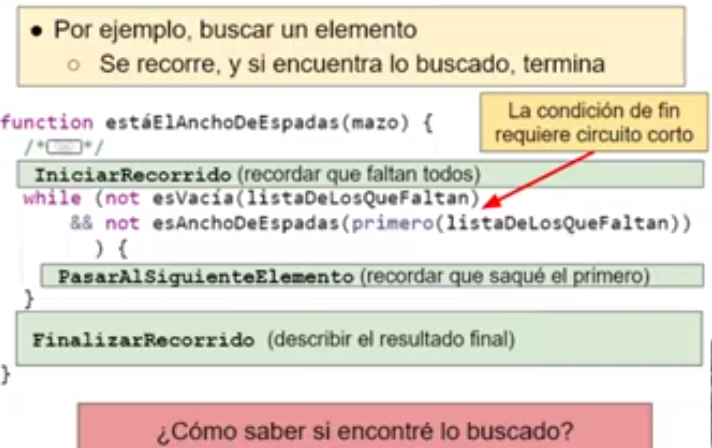 ● Por ejemplo, buscar un elemento
○ Se recorre, y si encuentra lo buscado, termina
La condición de fin
requiere circuito corto
function estáElAnchoDeEspadas(mazo) {
/**/
IniciarRecorrido (recordar que faltan todos)
while (not esVacía(listaDeLosQueFaltan)
&& not esAnchoDeEspadas(primero(listaDeLosQueFaltan))
) {
PasarAlSiguienteElemento (recordar que saqué el primero)
}
FinalizarRecorrido (describir el resultado final)
}
¿Cómo saber si encontré lo buscado?